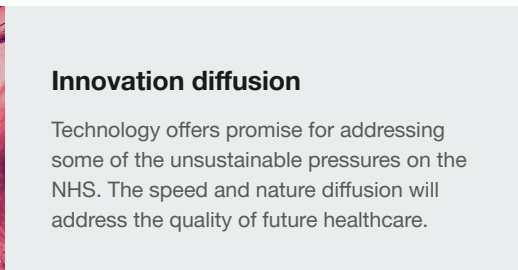 Innovation diffusion
Technology offers promise for addressing
some of the unsustainable pressures on the
NHS. The speed and nature diffusion will
address the quality of future healthcare.